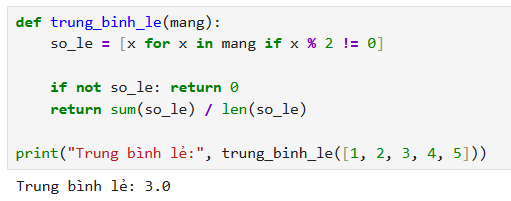 def trung_binh_le(mang):
    so_le = [x for x in mang if x % 2 != 0]
    if not so_le: return 0
    return sum(so_le) / len(so_le)
print("Trung bình lẻ:", trung_binh_le([1, 2, 3, 4, 5]))
Trung bình lẻ: 3.0